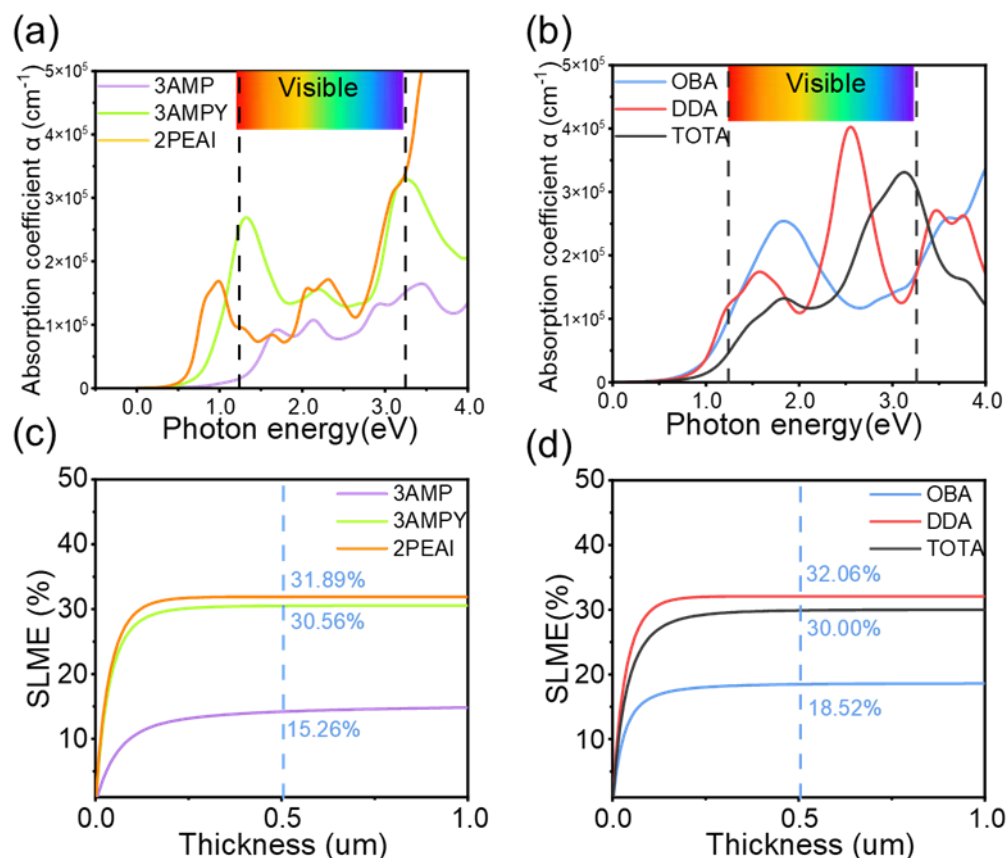 (a)
Absorption coefficient α (cm⁻¹)
5×10⁵
4×10⁵
3×10⁵
2×10⁵
1×10⁵
0
3AMP
3AMPY
2PEAI
Visible
0.0 1.0 2.0 3.0 4.0
Photon energy(eV)
(b)
Absorption coefficient α (cm⁻¹)
5×10⁵
4×10⁵
3×10⁵
2×10⁵
1×10⁵
0
OBA
DDA
TOTA
Visible
0.0 1.0 2.0 3.0 4.0
Photon energy(eV)
(c)
SLME (%)
50
40
30
20
10
3AMP
3AMPY
2PEAI
31.89%
30.56%
15.26%
0.0 0.5 1.0
Thickness (um)
(d)
SLME(%)
50
40
30
20
10
OBA
DDA
TOTA
32.06%
30.00%
18.52%
0.0 0.5 1.0
Thickness (um)